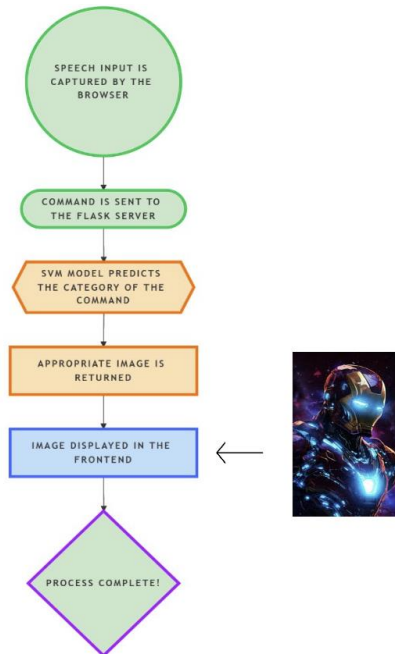 SPEECH INPUT IS
CAPTURED BY THE
BROWSER
COMMAND IS SENT TO
THE FLASK SERVER
SVM MODEL PREDICTS
THE CATEGORY OF THE
COMMAND
APPROPRIATE IMAGE IS
RETURNED
IMAGE DISPLAYED IN THE
FRONTEND
PROCESS COMPLETE!